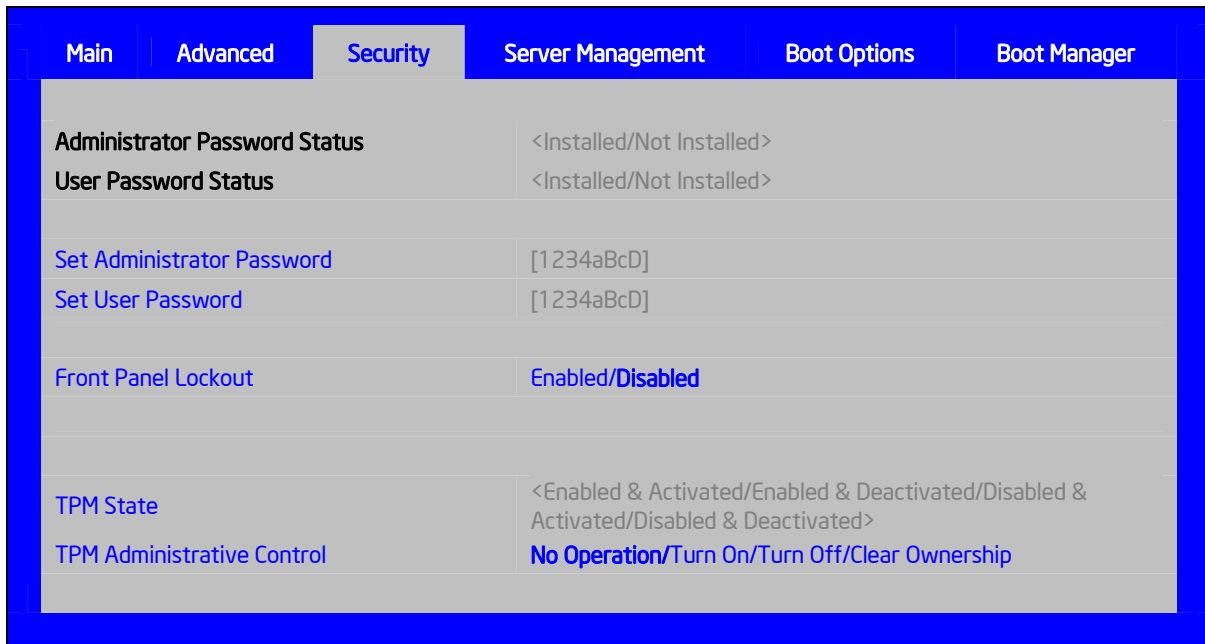 Main Advanced Security Server Management Boot Options Boot Manager
Administrator Password Status <Installed/Not Installed>
User Password Status <Installed/Not Installed>
Set Administrator Password [1234aBcD]
Set User Password [1234aBcD]
Front Panel Lockout Enabled/Disabled
TPM State <Enabled & Activated/Enabled & Deactivated/Disabled &
Activated/Disabled & Deactivated>
TPM Administrative Control No Operation/Turn On/Turn Off/Clear Ownership